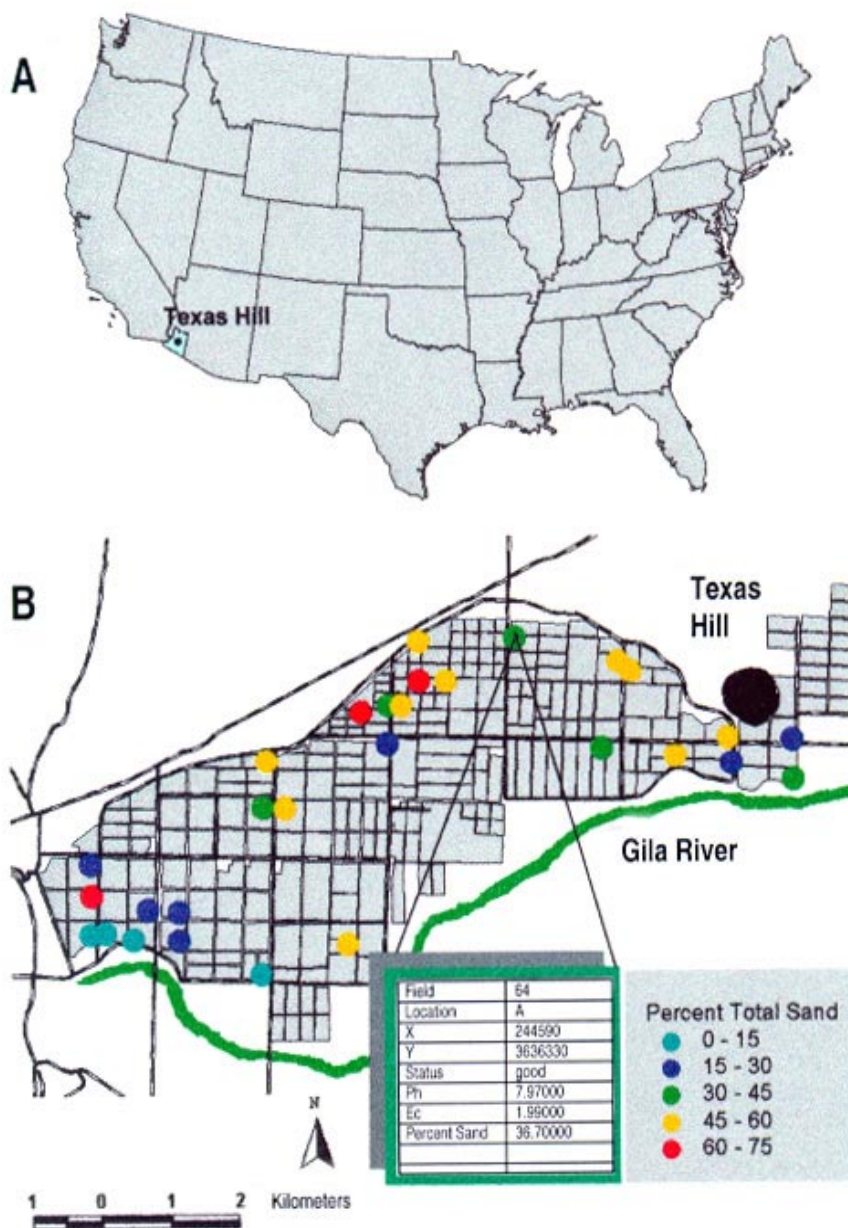 A
Texas Hill
B
Texas
Hill
Gila River
Field 64
Location A
X 244590
Y 3636330
Status good
Ph 7.97000
Ec 1.99000
Percent Sand 36.70000
Percent Total Sand
0 - 15
15 - 30
30 - 45
45 - 60
60 - 75
N
1 0 1 2 Kilometers